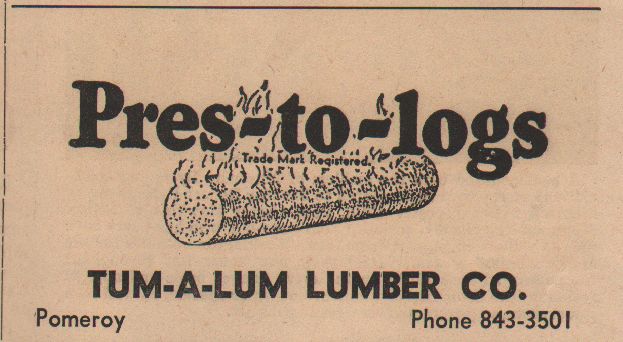 Pres-to-logs
Trade Mark Registered.
TUM-A-LUM LUMBER CO.
Pomeroy Phone 843-3501